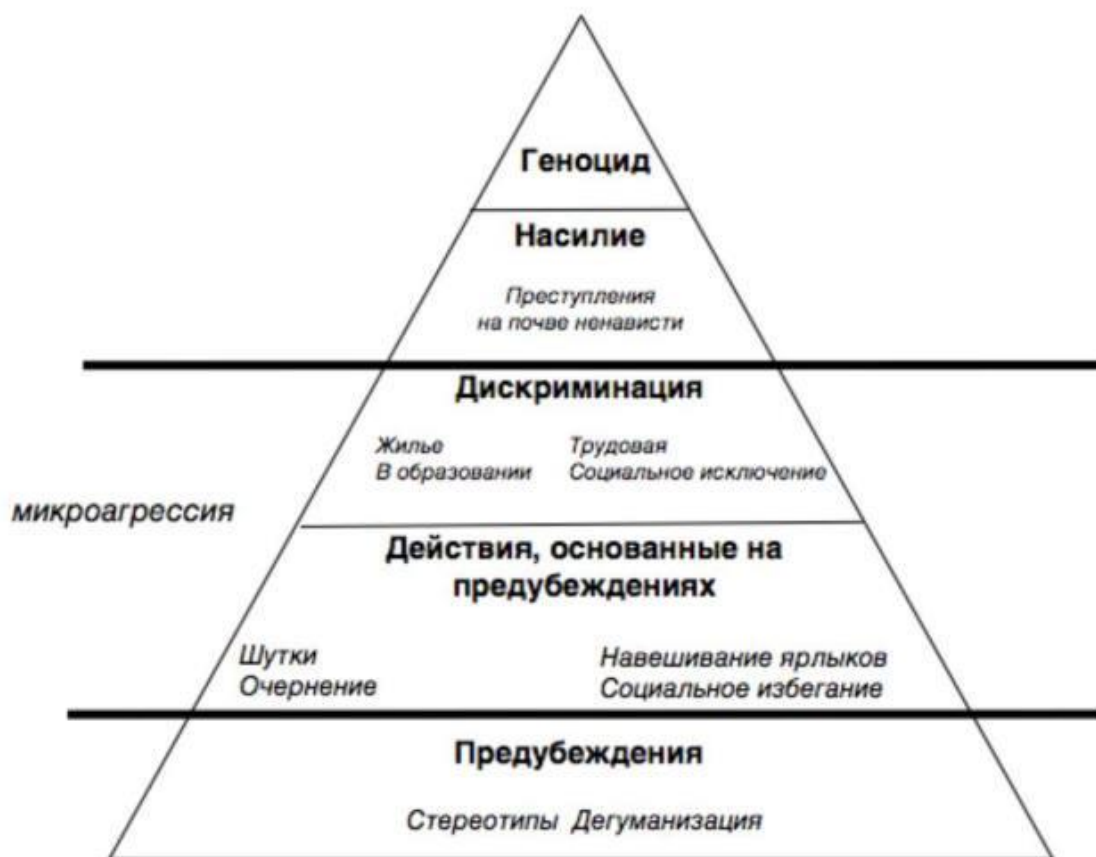 Геноцид
Насилие
Преступления
на почве ненависти
Дискриминация
Жилье
В образовании
Трудовая
Социальное исключение
микроагрессия
Действия, основанные на
предубеждениях
Шутки
Очернение
Навешивание ярлыков
Социальное избегание
Предубеждения
Стереотипы Дегуманизация